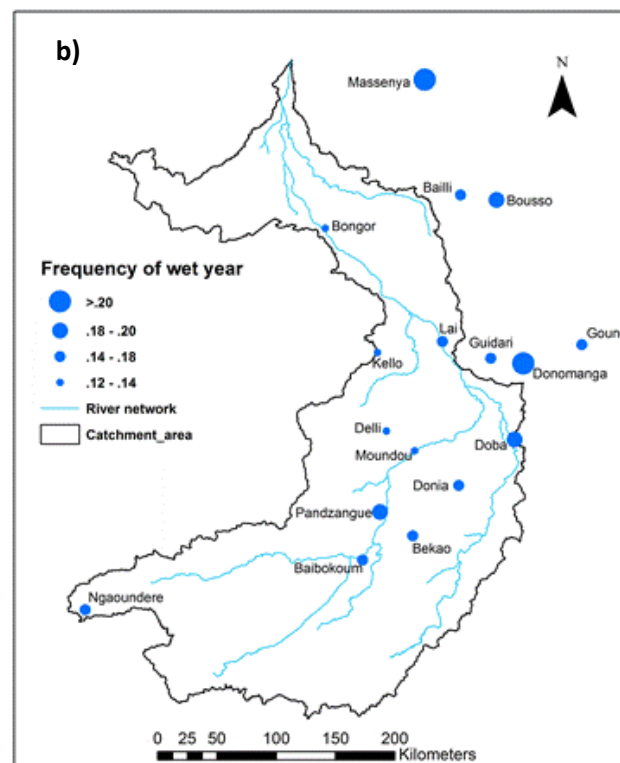 b)
N
Massenya
Bailli
Bousso
Bongor
Frequency of wet year
>.20
.18 - .20
.14 - .18
.12 - .14
River network
Catchment_area
Lai
Guidari
Goun
Kello
Donomanga
Delli
Moundou
Doba
Donia
Pandzangue
Bekao
Baibokoum
Ngaoundere
0 25 50 100 150 200
Kilometers